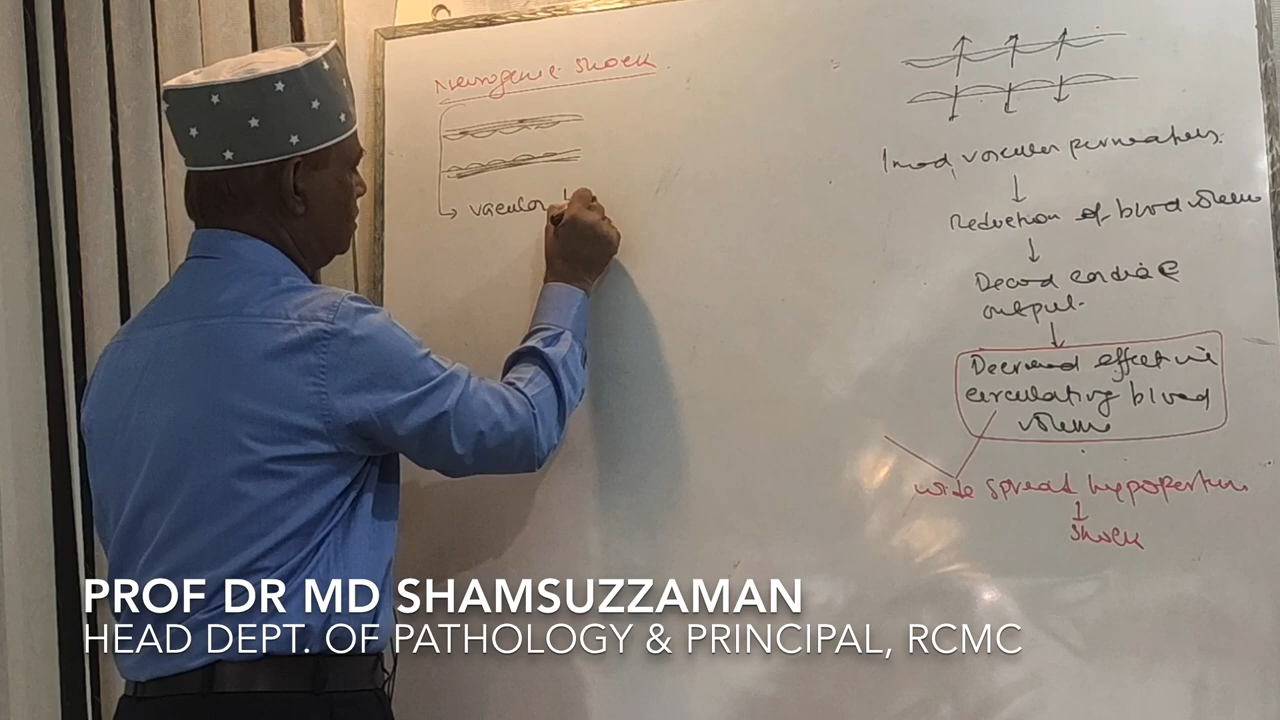 Neurogenic shock
vascular
Incd vascular permeability
Reduction of blood volume
Decrd cardiac
output
Decreased effective
circulating blood
volume
wide spread hypoperfusion
shock
PROF DR MD SHAMSUZZAMAN
HEAD DEPT. OF PATHOLOGY & PRINCIPAL, RCMC